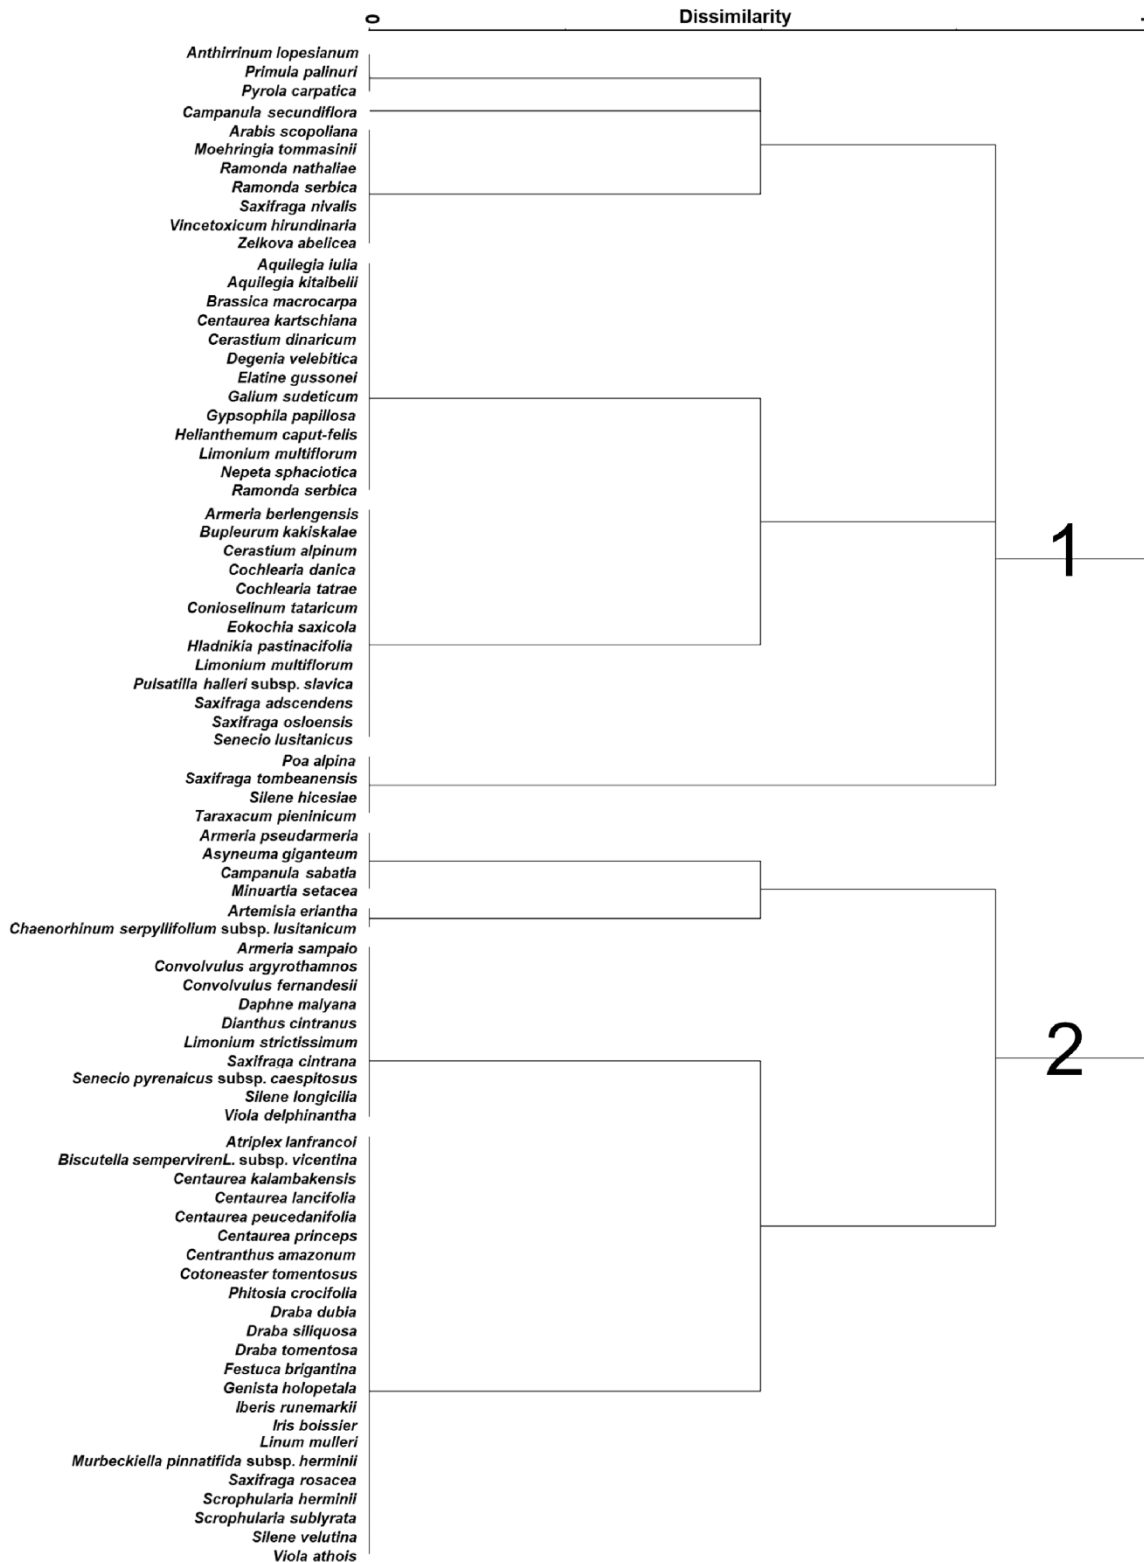 0 Dissimilarity
Anthirrinum lopesianum
Primula palinuri
Pyrola carpatica
Campanula secundiflora
Arabis scopoliana
Moehringia tommasinii
Ramonda nathaliae
Ramonda serbica
Saxifraga nivalis
Vincetoxicum hirundinaria
Zelkova abelicea
Aquilegia iulia
Aquilegia kitaibelii
Brassica macrocarpa
Centaurea kartschiana
Cerastium dinaricum
Degenia velebitica
Elatine gussonei
Galium sudeticum
Gypsophila papillosa
Helianthemum caput-felis
Limonium multiflorum
Nepeta sphaciotica
Ramonda serbica
Armeria berlengensis
Bupleurum kakiskalae
1
Cerastium alpinum
Cochlearia danica
Cochlearia tatrae
Conioselinum tataricum
Eokochia saxicola
Hladnikia pastinacifolia
Limonium multiflorum
Pulsatilla halleri subsp. slavica
Saxifraga adscendens
Saxifraga osloensis
Senecio lusitanicus
Poa alpina
Saxifraga tombeanensis
Silene hicesiae
Taraxacum pieninicum
Armeria pseudarmeria
Asyneuma giganteum
Campanula sabatia
Minuartia setacea
Artemisia eriantha
Chaenorhinum serpyllifolium subsp. lusitanicum
Armeria sampaio
Convolvulus argyrothamnos
Convolvulus fernandesii
Daphne malyana
Dianthus cintranus
Limonium strictissimum
2
Saxifraga cintrana
Senecio pyrenaicus subsp. caespitosus
Silene longicilia
Viola delphinantha
Atriplex lanfrancoi
Biscutella sempervirenL. subsp. vicentina
Centaurea kalambakensis
Centaurea lancifolia
Centaurea peucedanifolia
Centaurea princeps
Centranthus amazonum
Cotoneaster tomentosus
Phitosia crocifolia
Draba dubia
Draba siliquosa
Draba tomentosa
Festuca brigantina
Genista holopetala
Iberis runemarkii
Iris boissier
Linum mulleri
Murbeckiella pinnatifida subsp. herminii
Saxifraga rosacea
Scrophularia herminii
Scrophularia sublyrata
Silene velutina
Viola athois